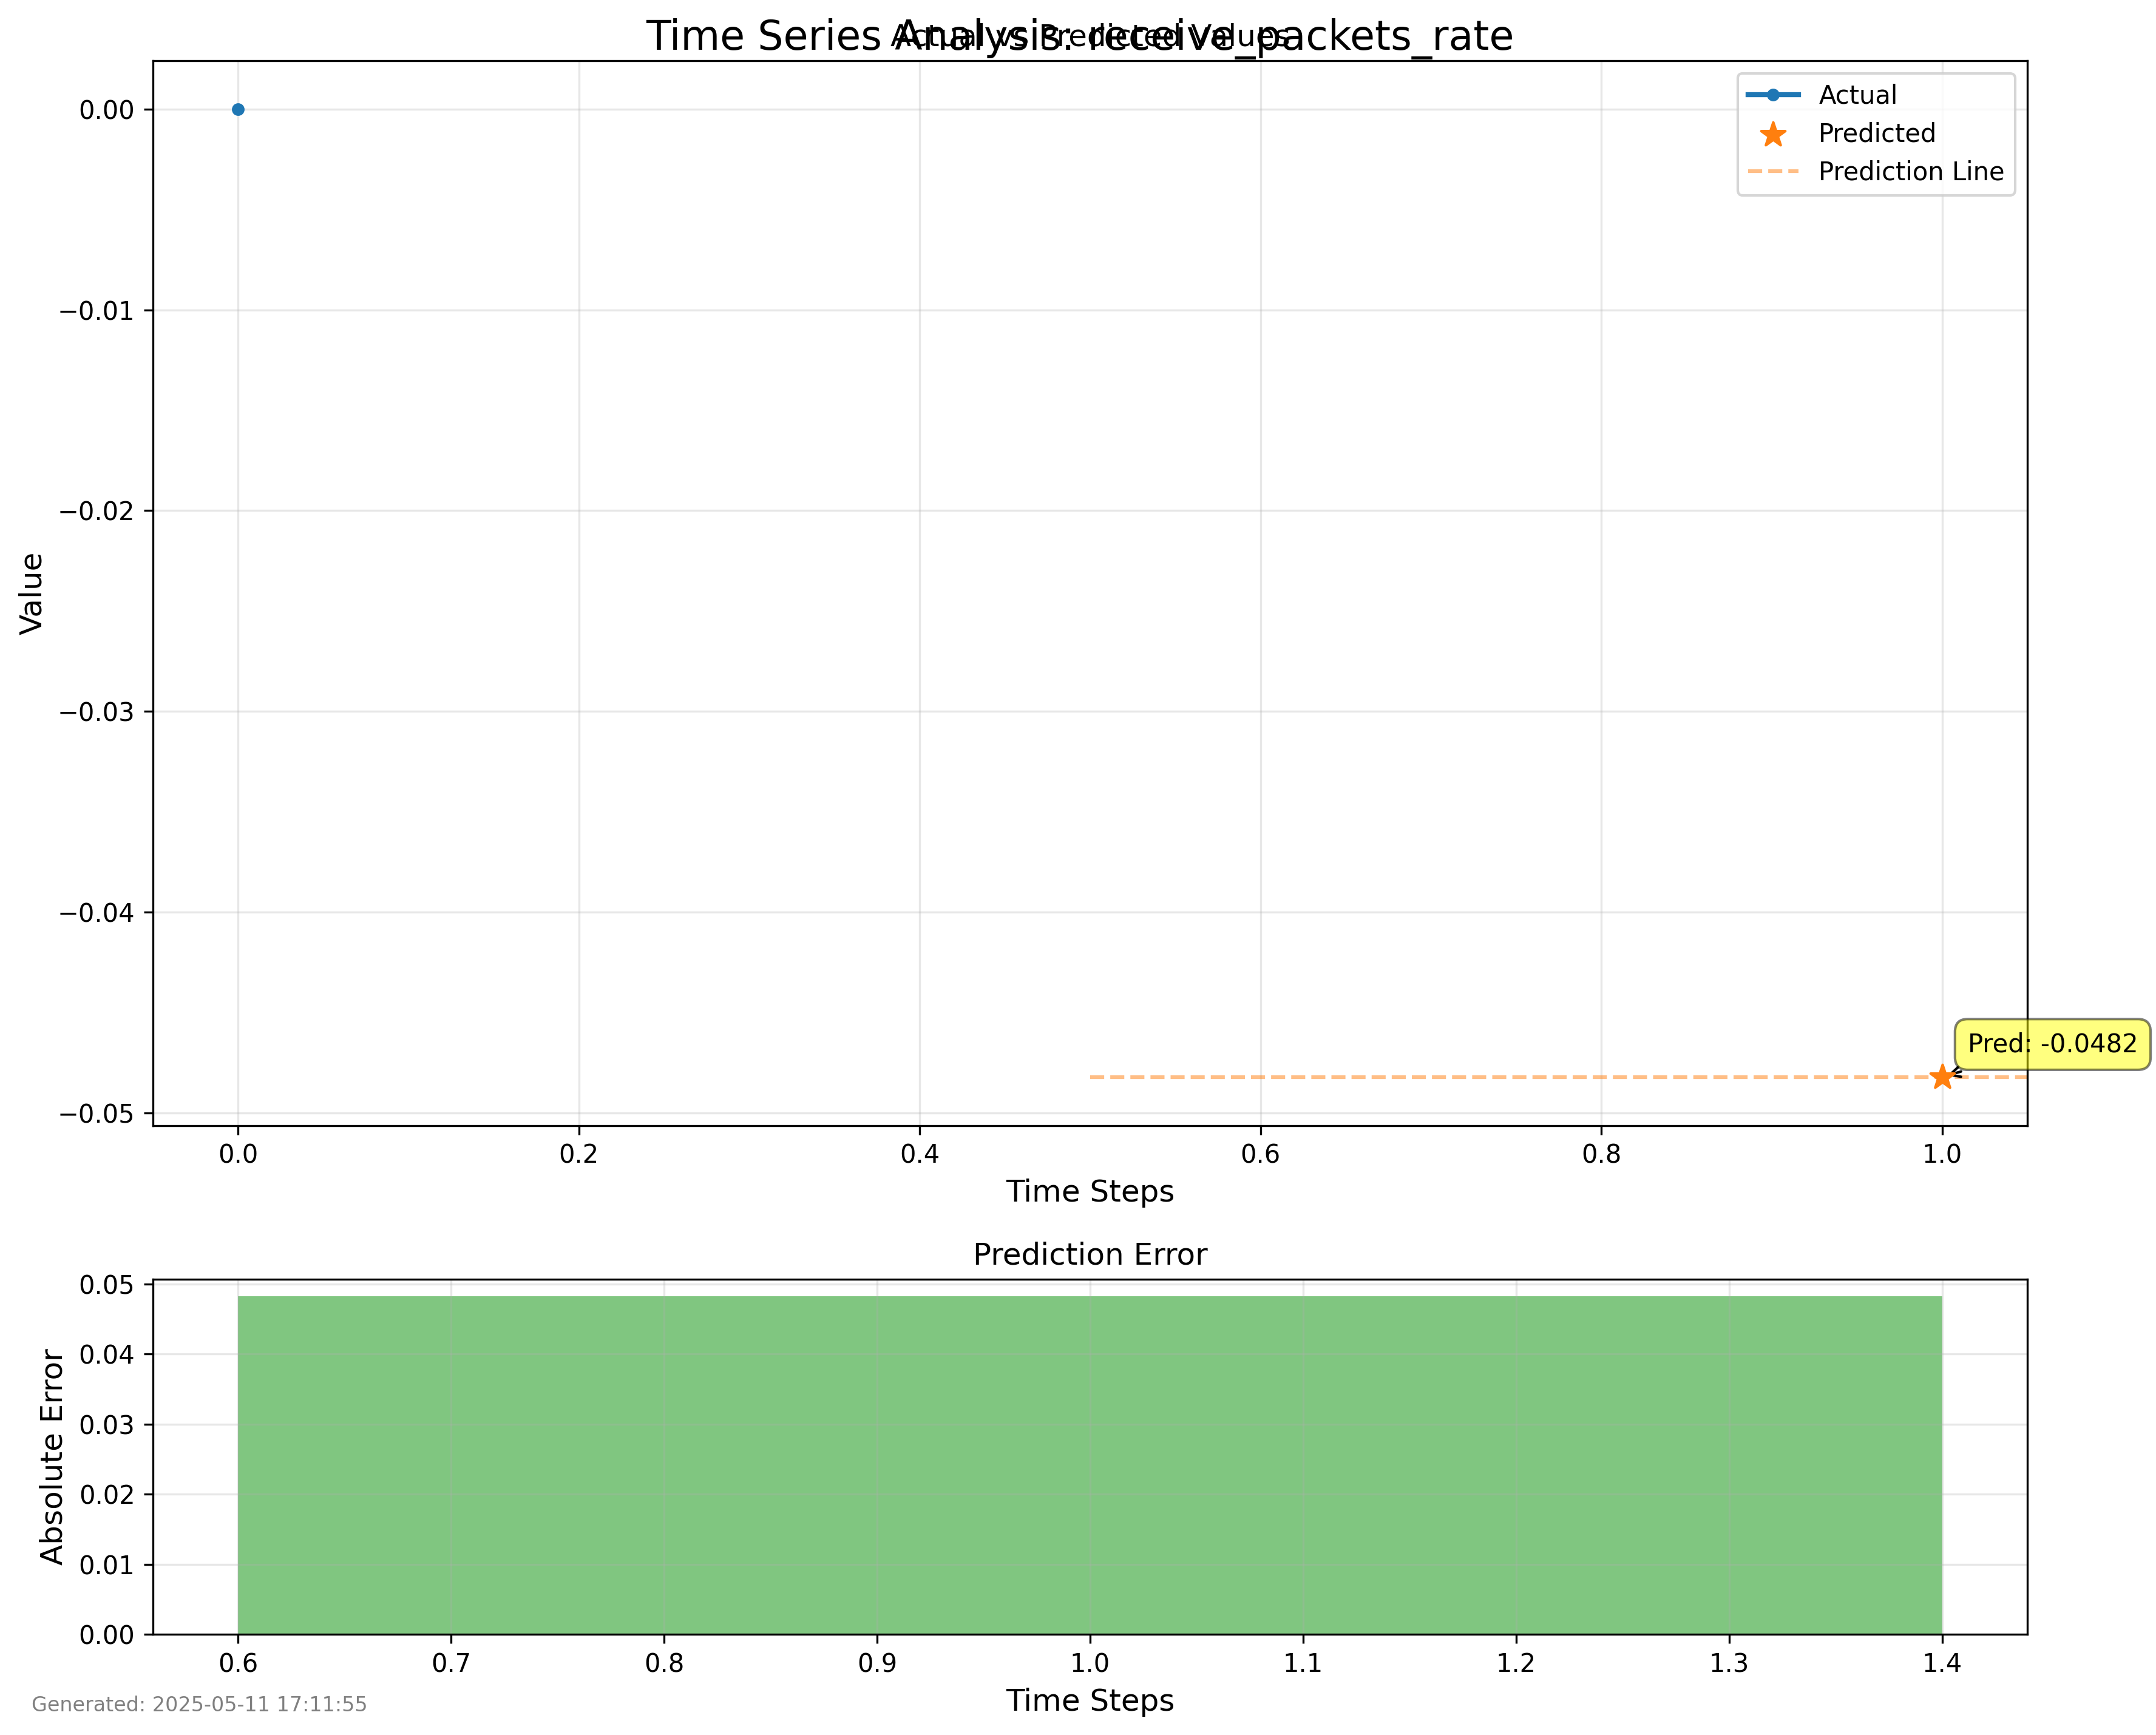 Time Series Analysis: receive_packets_rate
Actual vs Predicted Values
Actual
Predicted
Prediction Line
0.00
−0.01
−0.02
−0.03
−0.04
−0.05
Value
Pred: -0.0482
0.0 0.2 0.4 0.6 0.8 1.0
Time Steps
Prediction Error
0.05
0.04
0.03
0.02
0.01
0.00
Absolute Error
0.6 0.7 0.8 0.9 1.0 1.1 1.2 1.3 1.4
Time Steps
Generated: 2025-05-11 17:11:55